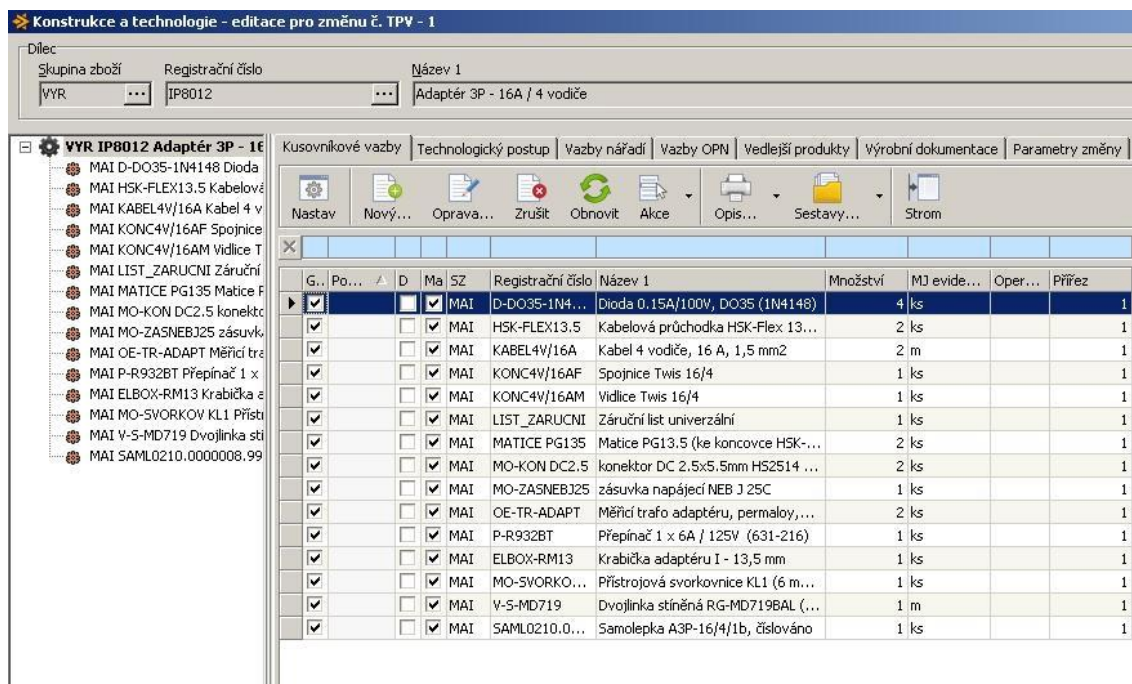 Konstrukce a technologie - editace pro změnu č. TPV - 1
Dílec
Skupina zboží Registrační číslo Název 1
VYR ... IP8012 ... Adaptér 3P - 16A / 4 vodiče
VYR IP8012 Adaptér 3P - 16
MAI D-DO35-1N4148 Dioda
MAI HSK-FLEX13.5 Kabelová
MAI KABEL4V/16A Kabel 4 v
MAI KONC4V/16AF Spojnice
MAI KONC4V/16AM Vidlice T
MAI LIST_ZARUCNI Záruční
MAI MATICE PG135 Matice P
MAI MO-KON DC2.5 konekto
MAI MO-ZASNEBJ25 zásuvka
MAI OE-TR-ADAPT Měřicí tra
MAI P-R932BT Přepínač 1 x
MAI ELBOX-RM13 Krabička a
MAI MO-SVORKOV KL1 Přístr
MAI V-S-MD719 Dvojlinka stí
MAI SAML0210.0000008.99
Kusovníkové vazby Technologický postup Vazby nářadí Vazby OPN Vedlejší produkty Výrobní dokumentace Parametry změny
Nastav Nový... Oprava... Zrušit Obnovit Akce Opis... Sestavy... Strom
G.. Po... D Ma SZ Registrační číslo Název 1 Množství MJ evide... Oper... Přířez
MAI D-DO35-1N4... Dioda 0.15A/100V, DO35 (1N4148) 4 ks 1
MAI HSK-FLEX13.5 Kabelová průchodka HSK-Flex 13... 2 ks 1
MAI KABEL4V/16A Kabel 4 vodiče, 16 A, 1,5 mm2 2 m 1
MAI KONC4V/16AF Spojnice Twis 16/4 1 ks 1
MAI KONC4V/16AM Vidlice Twis 16/4 1 ks 1
MAI LIST_ZARUCNI Záruční list univerzální 1 ks 1
MAI MATICE PG135 Matice PG13.5 (ke koncovce HSK-... 2 ks 1
MAI MO-KON DC2.5 konektor DC 2.5x5.5mm HS2514 ... 2 ks 1
MAI MO-ZASNEBJ25 zásuvka napájecí NEB J 25C 1 ks 1
MAI OE-TR-ADAPT Měřicí trafo adaptéru, permaloy,... 2 ks 1
MAI P-R932BT Přepínač 1 x 6A / 125V (631-216) 1 ks 1
MAI ELBOX-RM13 Krabička adaptéru I - 13,5 mm 1 ks 1
MAI MO-SVORKO... Přístrojová svorkovnice KL1 (6 m... 1 ks 1
MAI V-S-MD719 Dvojlinka stíněná RG-MD719BAL (... 1 m 1
MAI SAML0210.0... Samolepka A3P-16/4/1b, číslováno 1 ks 1